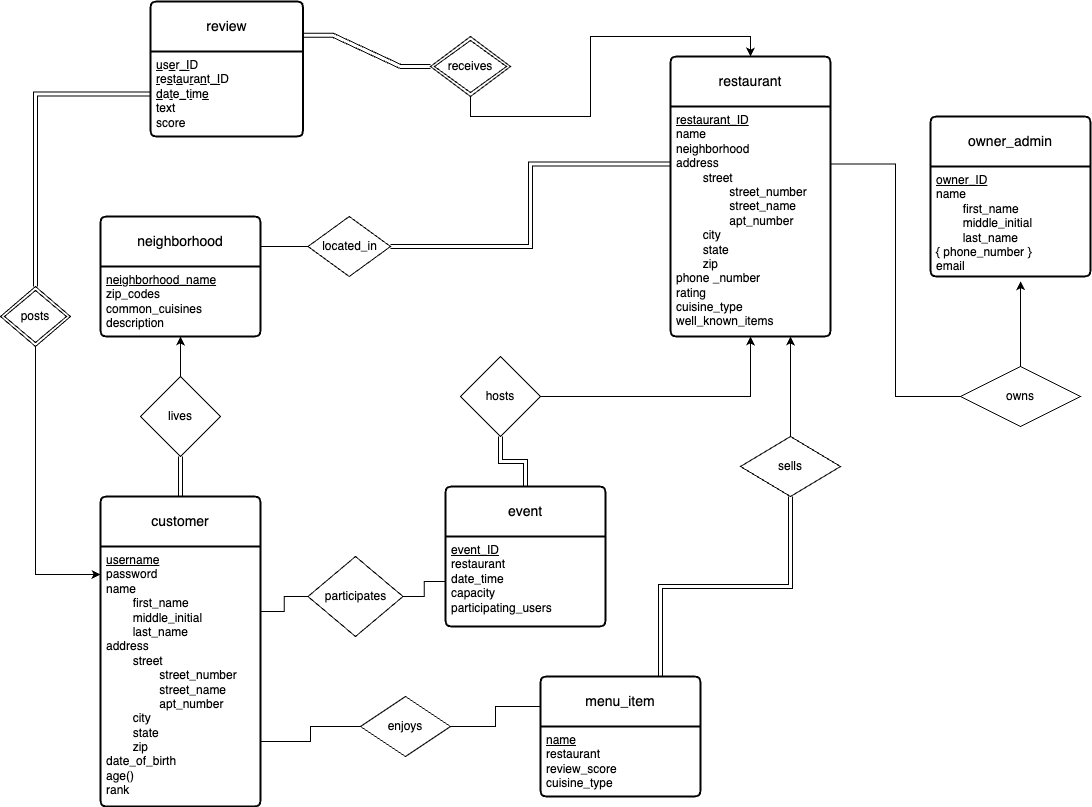 review
user_ID
restaurant_ID
date_time
text
score
receives
restaurant
restaurant_ID
name
neighborhood
address
street
street_number
street_name
apt_number
city
state
zip
phone _number
rating
cuisine_type
well_known_items
owner_admin
owner_ID
name
first_name
middle_initial
last_name
{ phone_number }
email
neighborhood
neighborhood_name
zip_codes
common_cuisines
description
located_in
posts
lives
hosts
owns
sells
customer
username
password
name
first_name
middle_initial
last_name
address
street
street_number
street_name
apt_number
city
state
zip
date_of_birth
age()
rank
participates
event
event_ID
restaurant
date_time
capacity
participating_users
enjoys
menu_item
name
restaurant
review_score
cuisine_type